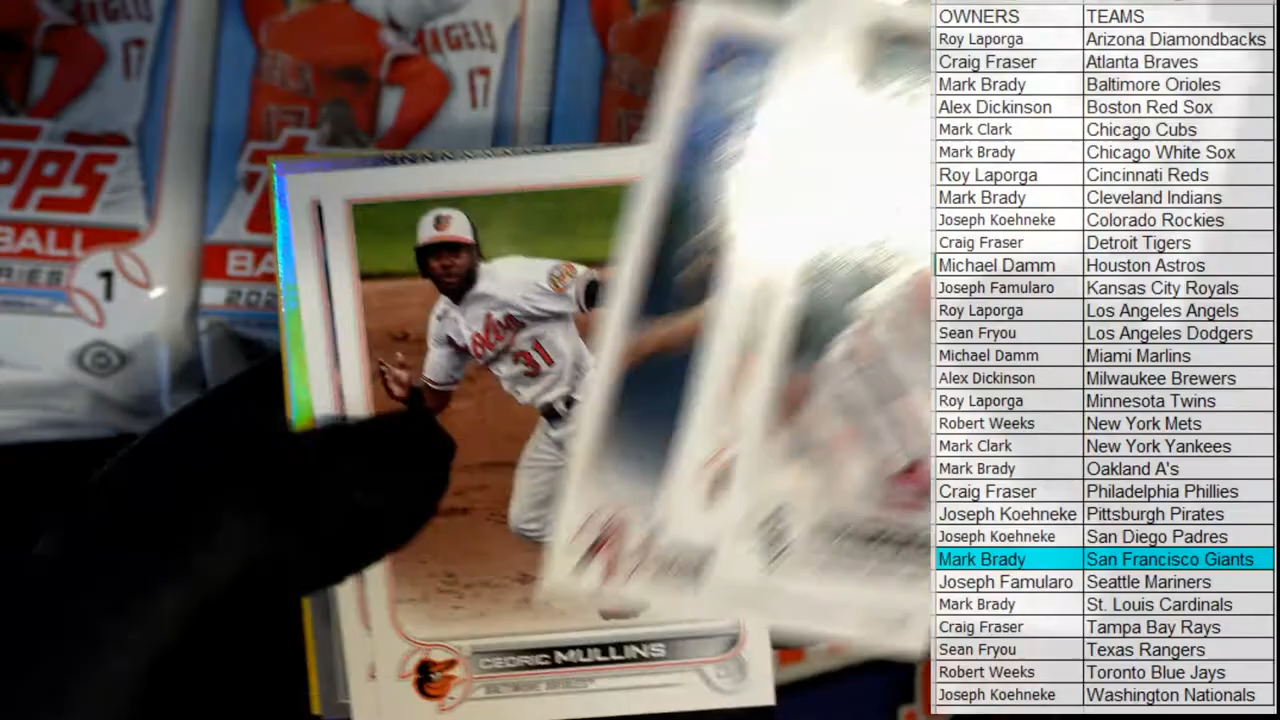 ANGELS
17
ANGELS
17
PPS
BALL
RIES 1
BA
202
Orioles
31
CEDRIC MULLINS
BALTIMORE ORIOLES
OWNERS TEAMS
Roy Laporga Arizona Diamondbacks
Craig Fraser Atlanta Braves
Mark Brady Baltimore Orioles
Alex Dickinson Boston Red Sox
Mark Clark Chicago Cubs
Mark Brady Chicago White Sox
Roy Laporga Cincinnati Reds
Mark Brady Cleveland Indians
Joseph Koehneke Colorado Rockies
Craig Fraser Detroit Tigers
Michael Damm Houston Astros
Joseph Famularo Kansas City Royals
Roy Laporga Los Angeles Angels
Sean Fryou Los Angeles Dodgers
Michael Damm Miami Marlins
Alex Dickinson Milwaukee Brewers
Roy Laporga Minnesota Twins
Robert Weeks New York Mets
Mark Clark New York Yankees
Mark Brady Oakland A's
Craig Fraser Philadelphia Phillies
Joseph Koehneke Pittsburgh Pirates
Joseph Koehneke San Diego Padres
Mark Brady San Francisco Giants
Joseph Famularo Seattle Mariners
Mark Brady St. Louis Cardinals
Craig Fraser Tampa Bay Rays
Sean Fryou Texas Rangers
Robert Weeks Toronto Blue Jays
Joseph Koehneke Washington Nationals